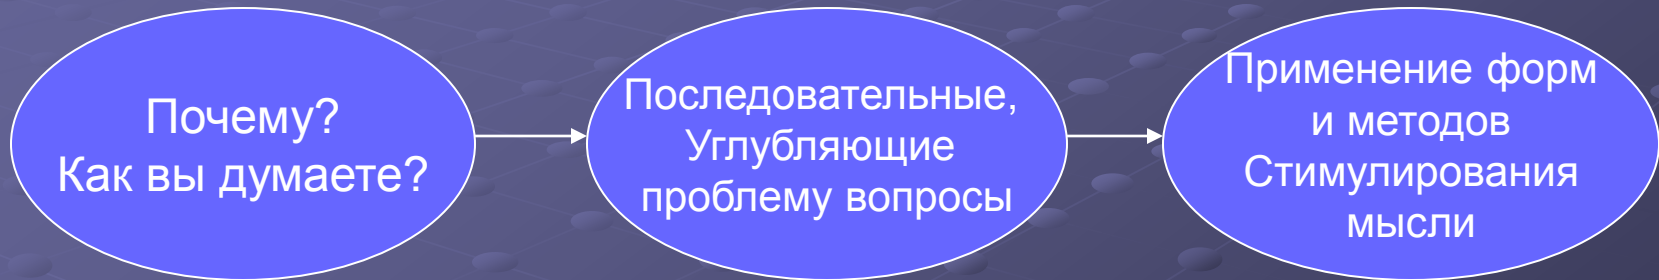 Почему?
Как вы думаете?
Последовательные,
Углубляющие
проблему вопросы
Применение форм
и методов
Стимулирования
мысли